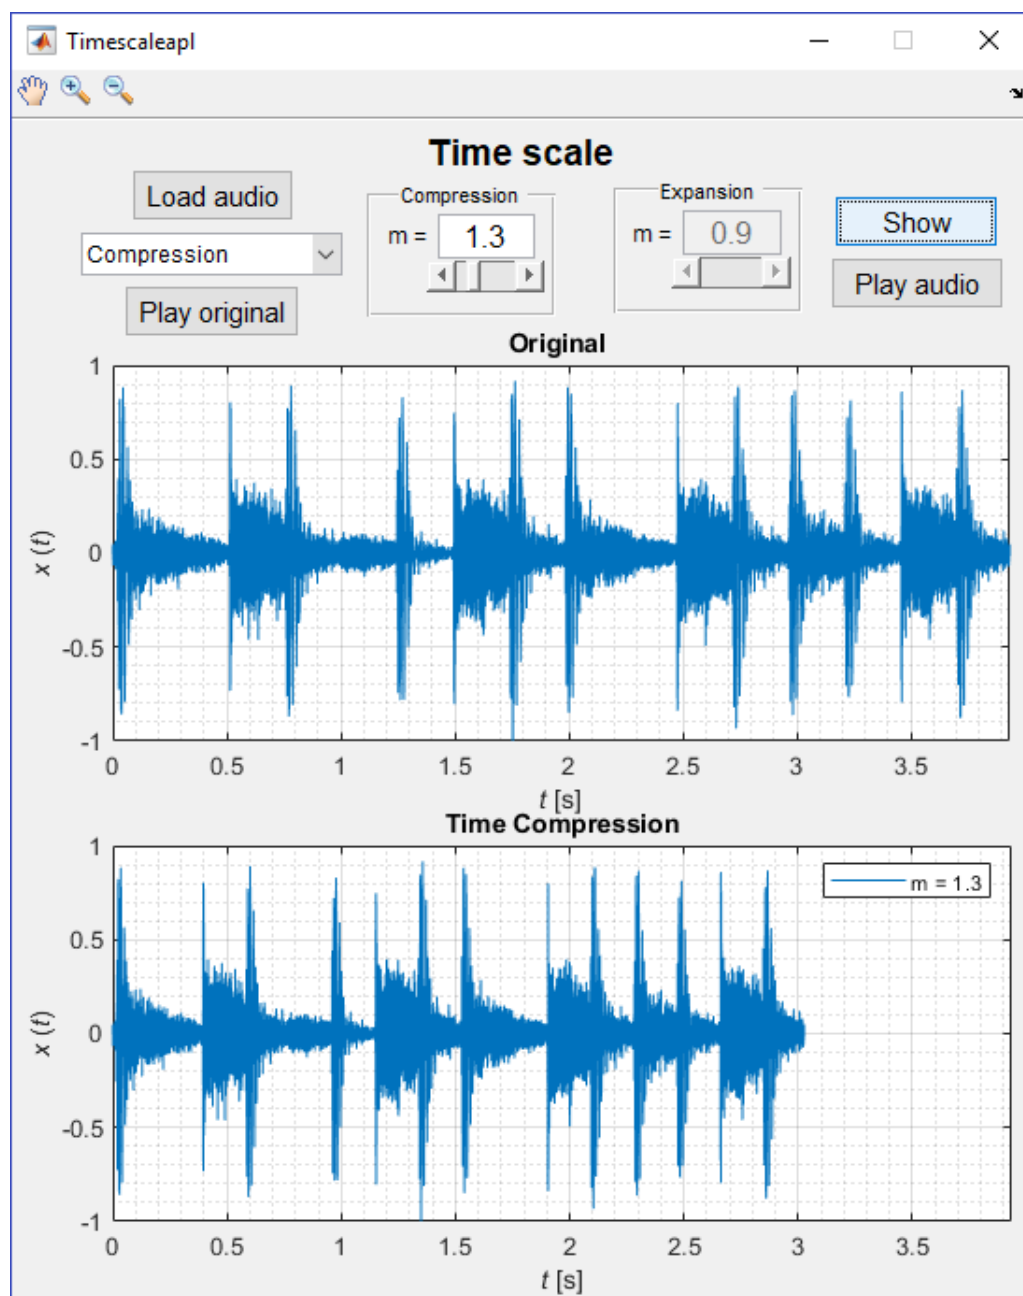 Timescaleapl
Time scale
Load audio
Compression
Play original
Compression
m = 1.3
Expansion
m = 0.9
Show
Play audio
Original
1
0.5
0
-0.5
-1
x (t)
0 0.5 1 1.5 2 2.5 3 3.5
t [s]
Time Compression
m = 1.3
1
0.5
0
-0.5
-1
x (t)
0 0.5 1 1.5 2 2.5 3 3.5
t [s]